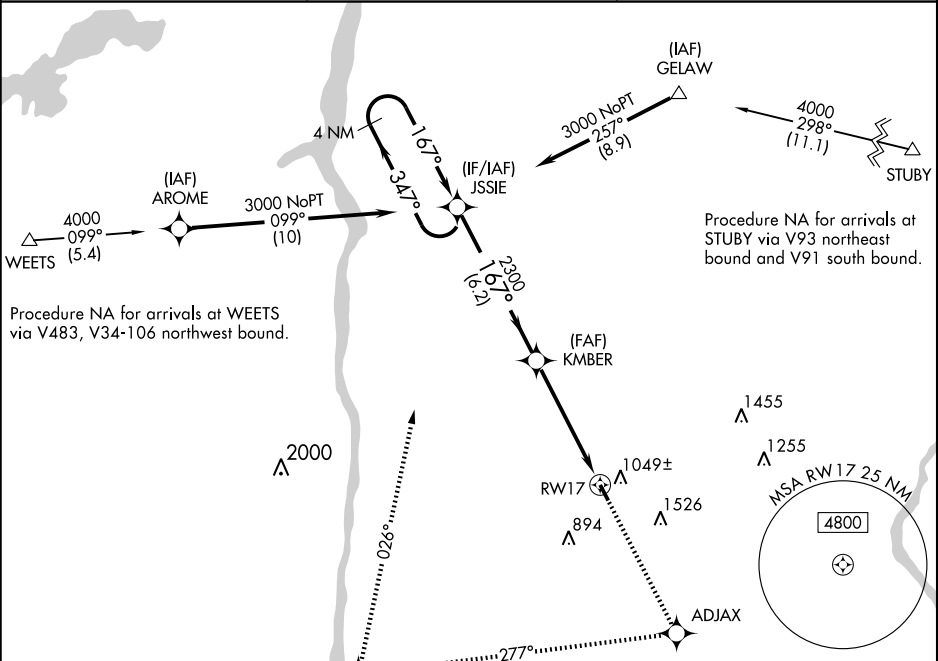 (IAF)
GELAW
3000 NoPT
257°
(8.9)
4000
298°
(11.1)
STUBY
4 NM
167°
347°
(IF/IAF)
JSSIE
(IAF)
AROME
3000 NoPT
099°
(10)
4000
099°
(5.4)
WEETS
Procedure NA for arrivals at
STUBY via V93 northeast
bound and V91 south bound.
Procedure NA for arrivals at WEETS
via V483, V34-106 northwest bound.
2300
167°
(6.2)
(FAF)
KMBER
2000
1455
1255
1049±
RW17
1526
894
MSA RW17 25 NM
4800
026°
ADJAX
277°